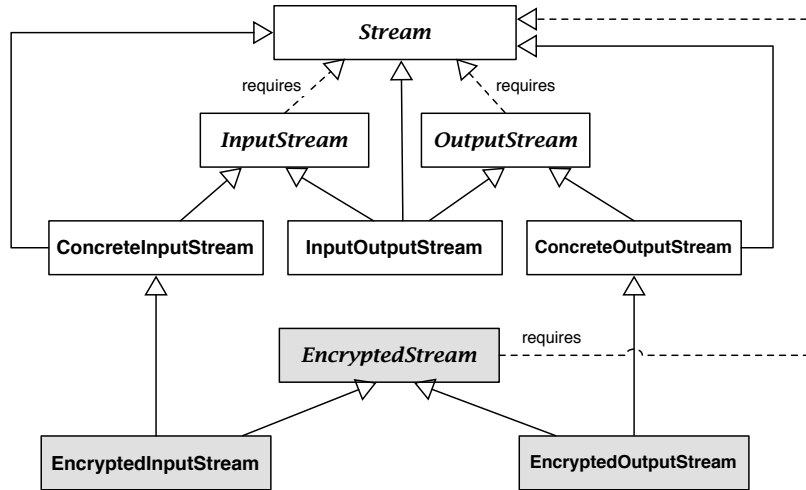 Stream
requires
requires
InputStream
OutputStream
ConcreteInputStream
InputOutputStream
ConcreteOutputStream
EncryptedStream
requires
EncryptedInputStream
EncryptedOutputStream